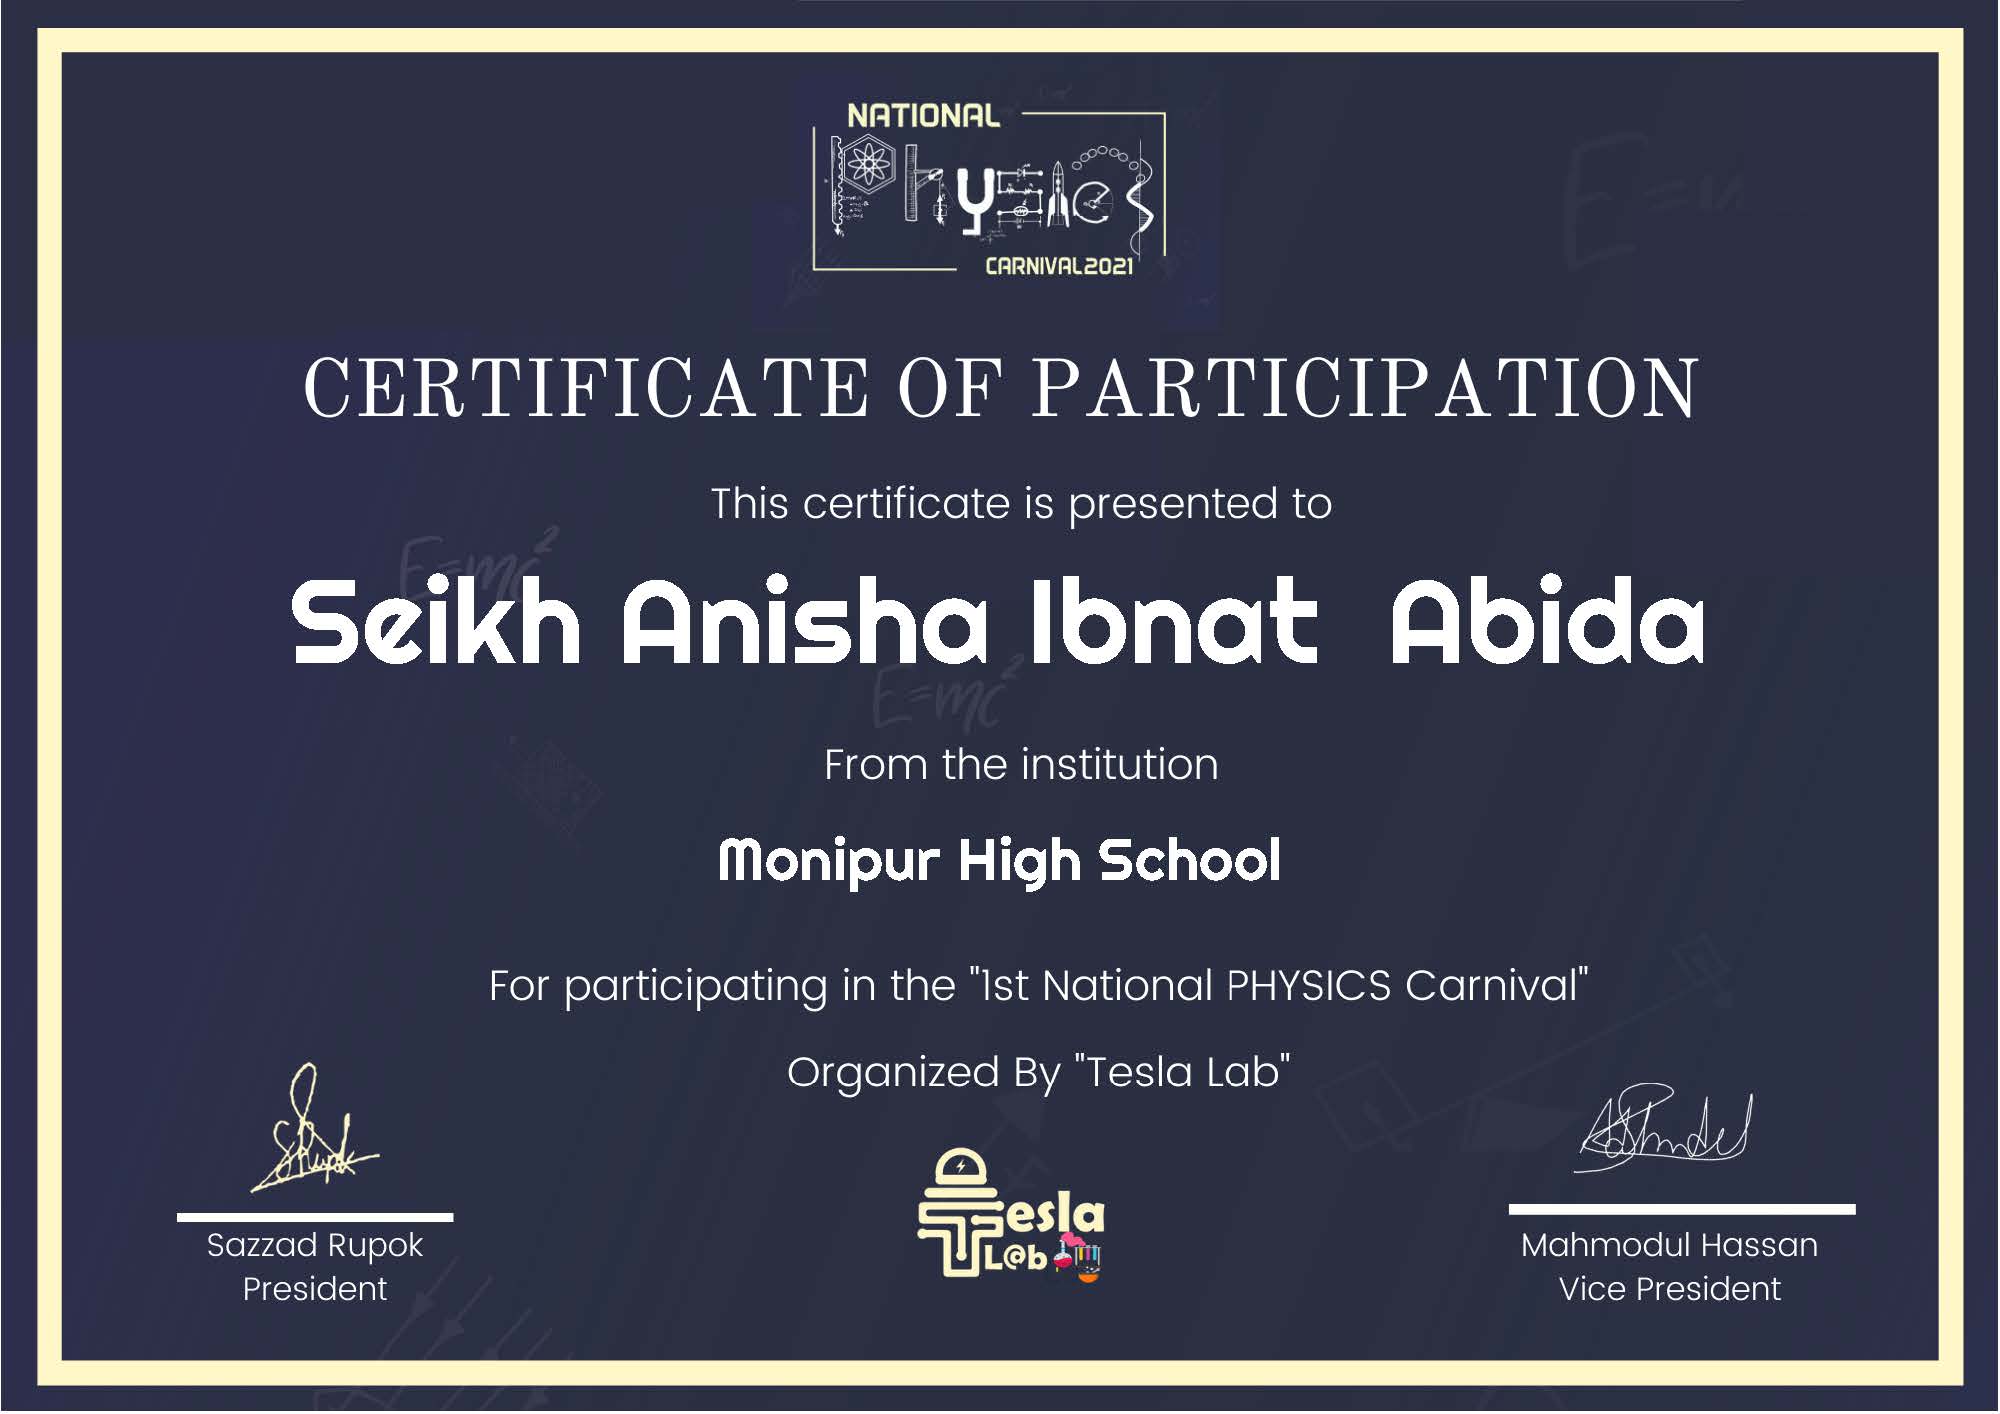 NATIONAL
Physics
CARNIVAL2021
CERTIFICATE OF PARTICIPATION
This certificate is presented to
E=mc²
Seikh Anisha Ibnat Abida
E=mc²
From the institution
Monipur High School
For participating in the "1st National PHYSICS Carnival"
Organized By "Tesla Lab"
Tesla
L@b
Sazzad Rupok
President
Mahmodul Hassan
Vice President